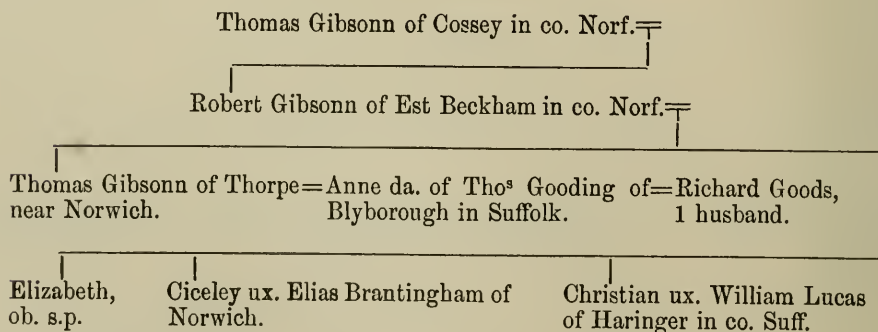 Thomas Gibsonn of Cossey in co. Norf.=
Robert Gibsonn of Est Beckham in co. Norf.=
Thomas Gibsonn of Thorpe=Anne da. of Thoˢ Gooding of=Richard Goods,
near Norwich. Blyborough in Suffolk. 1 husband.
Elizabeth, Ciceley ux. Elias Brantingham of Christian ux. William Lucas
ob. s.p. Norwich. of Haringer in co. Suff.